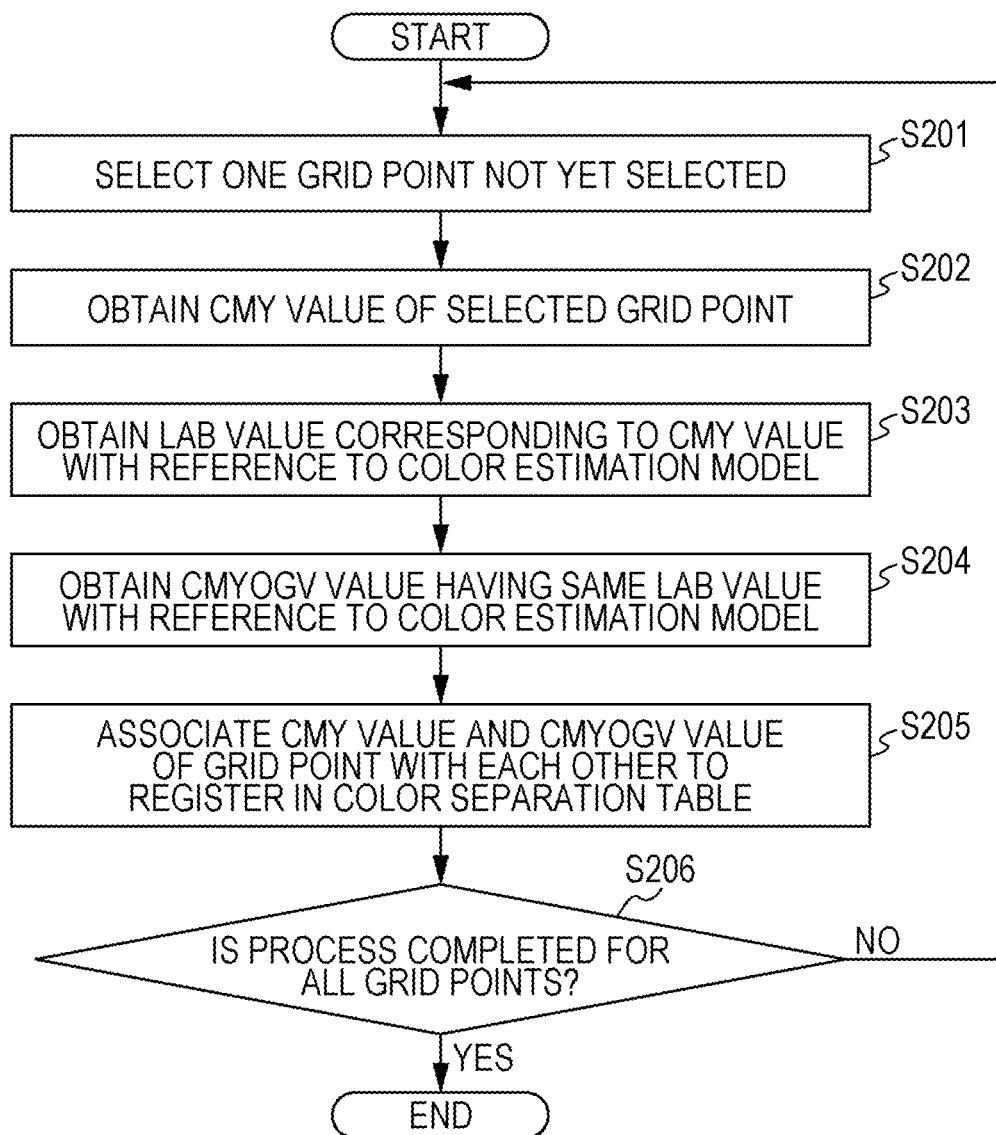 START
S201
SELECT ONE GRID POINT NOT YET SELECTED
S202
OBTAIN CMY VALUE OF SELECTED GRID POINT
S203
OBTAIN LAB VALUE CORRESPONDING TO CMY VALUE
WITH REFERENCE TO COLOR ESTIMATION MODEL
S204
OBTAIN CMYOGV VALUE HAVING SAME LAB VALUE
WITH REFERENCE TO COLOR ESTIMATION MODEL
S205
ASSOCIATE CMY VALUE AND CMYOGV VALUE
OF GRID POINT WITH EACH OTHER TO
REGISTER IN COLOR SEPARATION TABLE
S206
IS PROCESS COMPLETED FOR
ALL GRID POINTS?
NO
YES
END